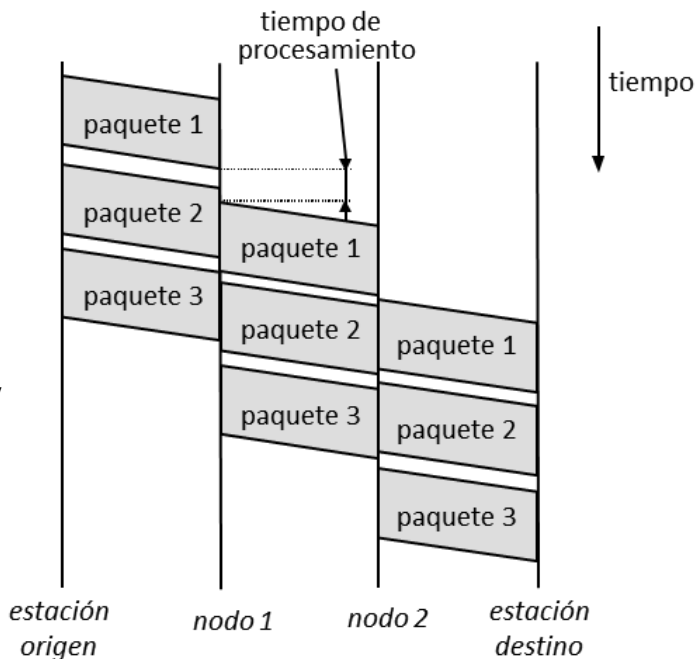 tiempo de
procesamiento
tiempo
paquete 1
paquete 2
paquete 3
paquete 1
paquete 2
paquete 3
paquete 1
paquete 2
paquete 3
estación
origen
nodo 1
nodo 2
estación
destino